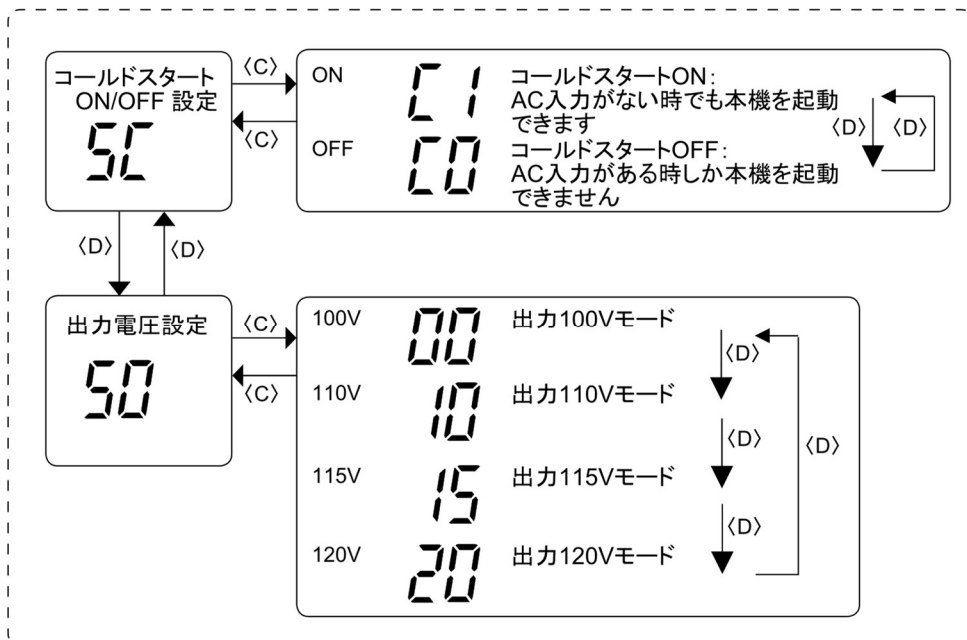 コールドスタート
ON/OFF 設定
SC
〈C〉
〈C〉
ON
C1
コールドスタートON：
AC入力がない時でも本機を起動
できます
OFF
C0
コールドスタートOFF：
AC入力がある時しか本機を起動
できません
〈D〉
〈D〉
〈D〉
〈D〉
出力電圧設定
SO
〈C〉
〈C〉
100V
00
出力100Vモード
110V
10
出力110Vモード
115V
15
出力115Vモード
120V
20
出力120Vモード
〈D〉
〈D〉
〈D〉
〈D〉